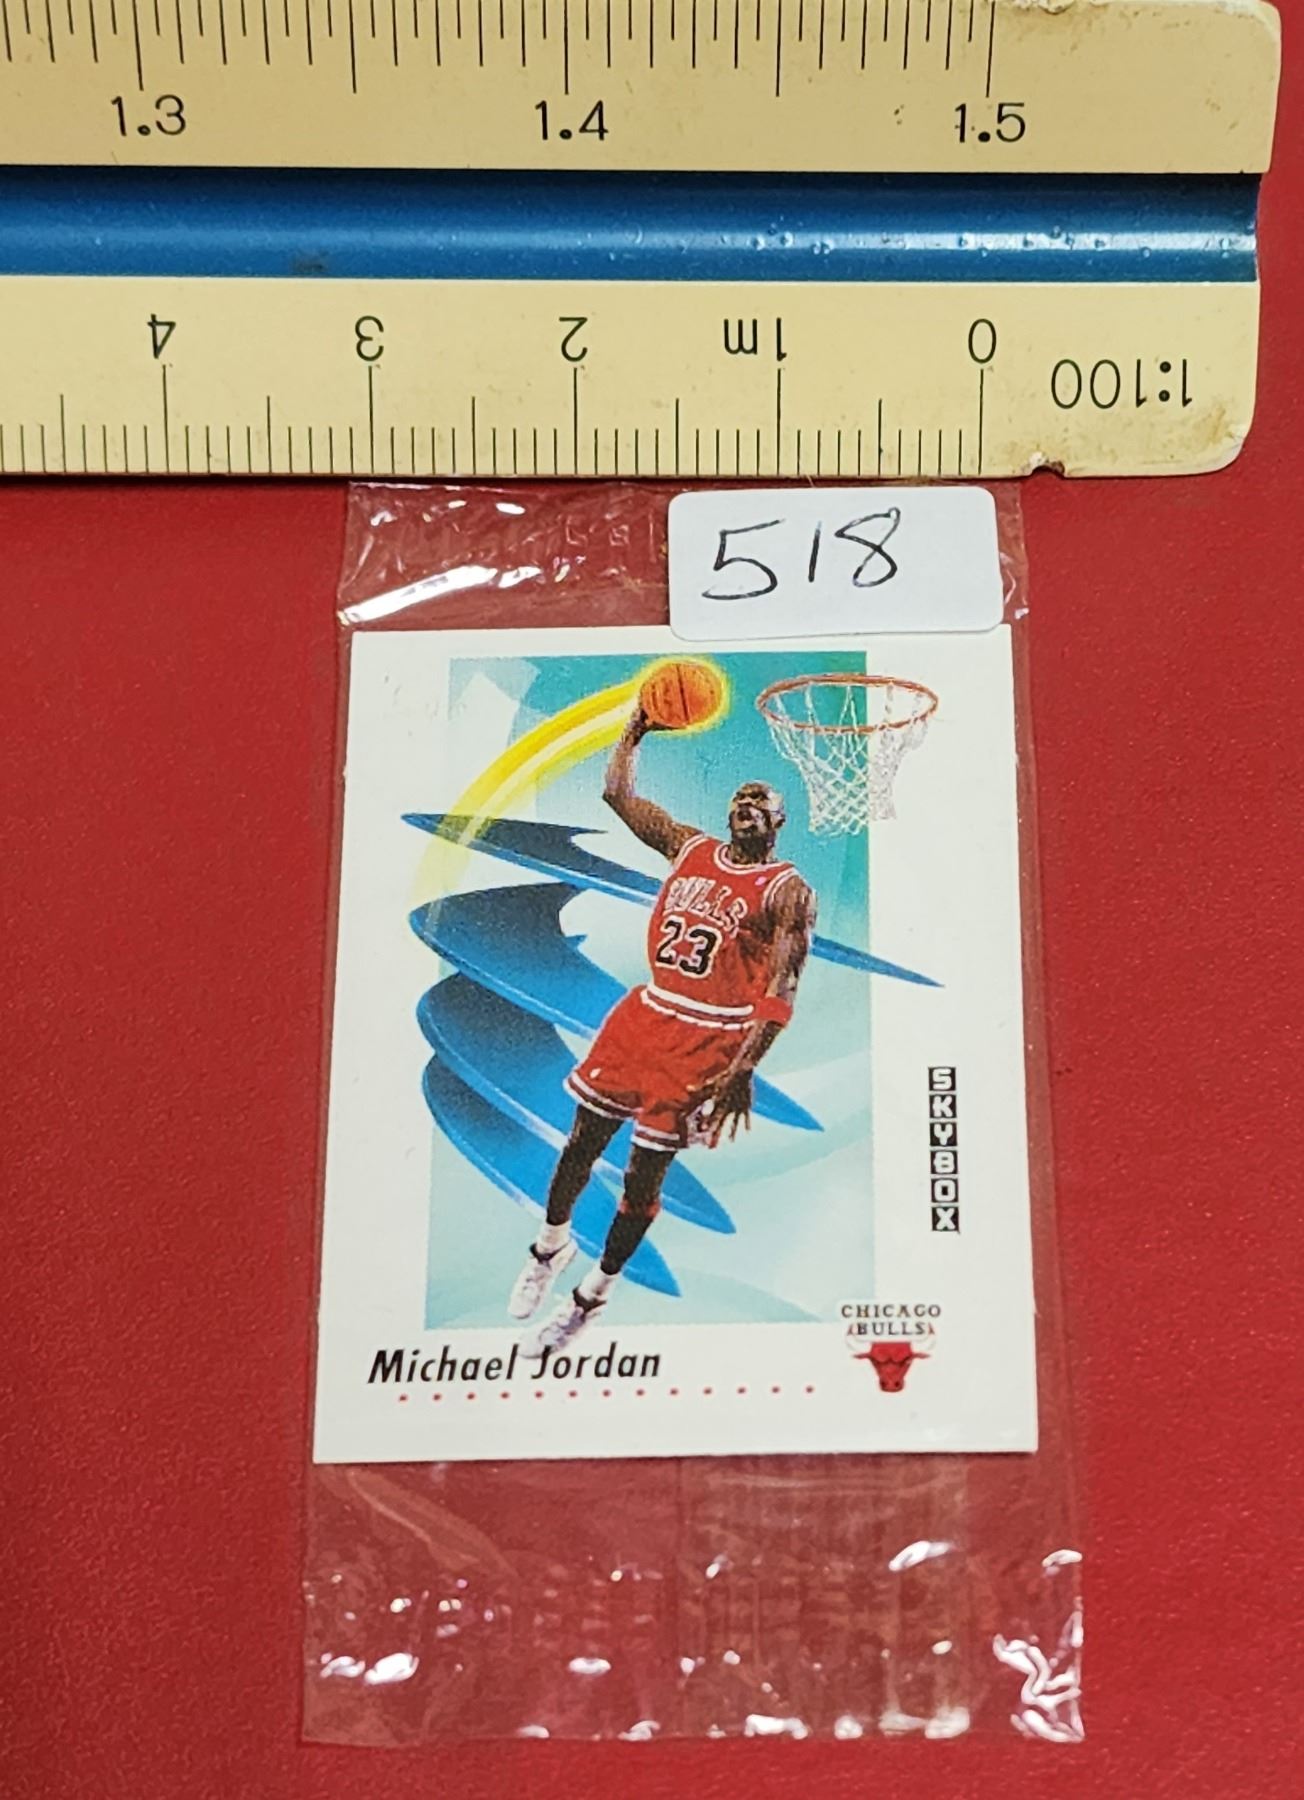 1.3 1.4 1.5
4 3 2 1m 0
1:100
518
BULLS
23
SKYBOX
CHICAGO
BULLS
Michael Jordan